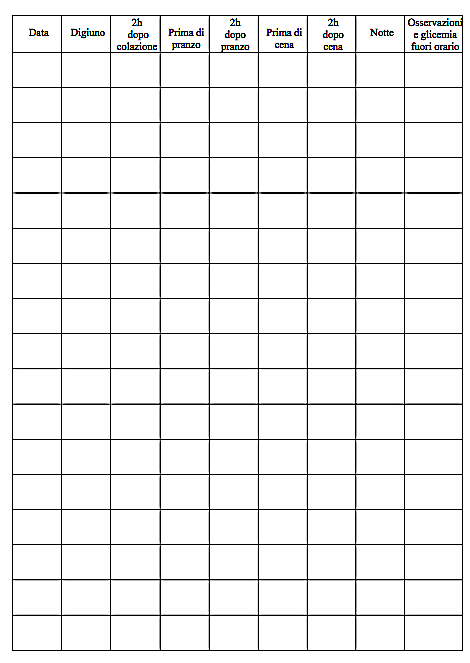 Data
Digiuno
2h
dopo
colazione
Prima di
pranzo
2h
dopo
pranzo
Prima di
cena
2h
dopo
cena
Notte
Osservazioni
e glicemia
fuori orario